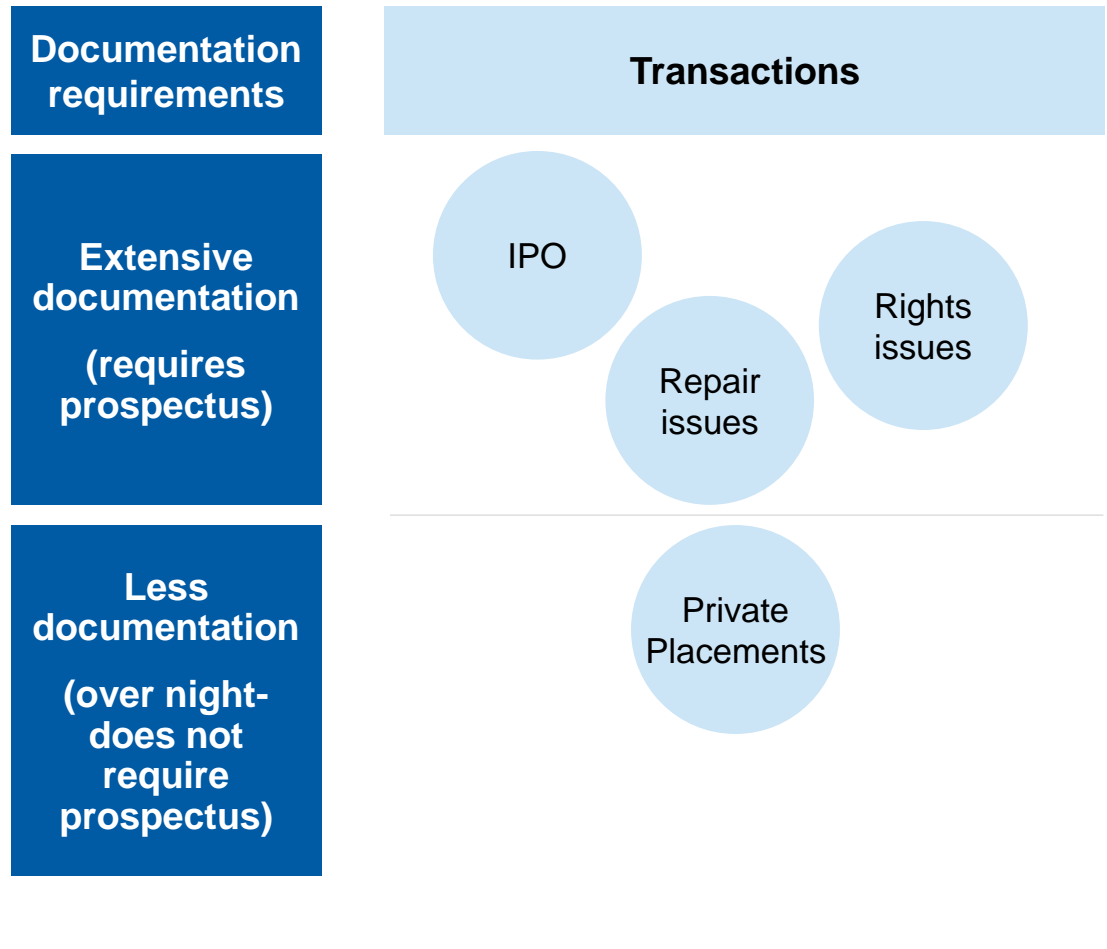 Documentation
requirements
Transactions
Extensive
documentation
(requires
prospectus)
IPO
Repair
issues
Rights
issues
Less
documentation
(over night-
does not
require
prospectus)
Private
Placements